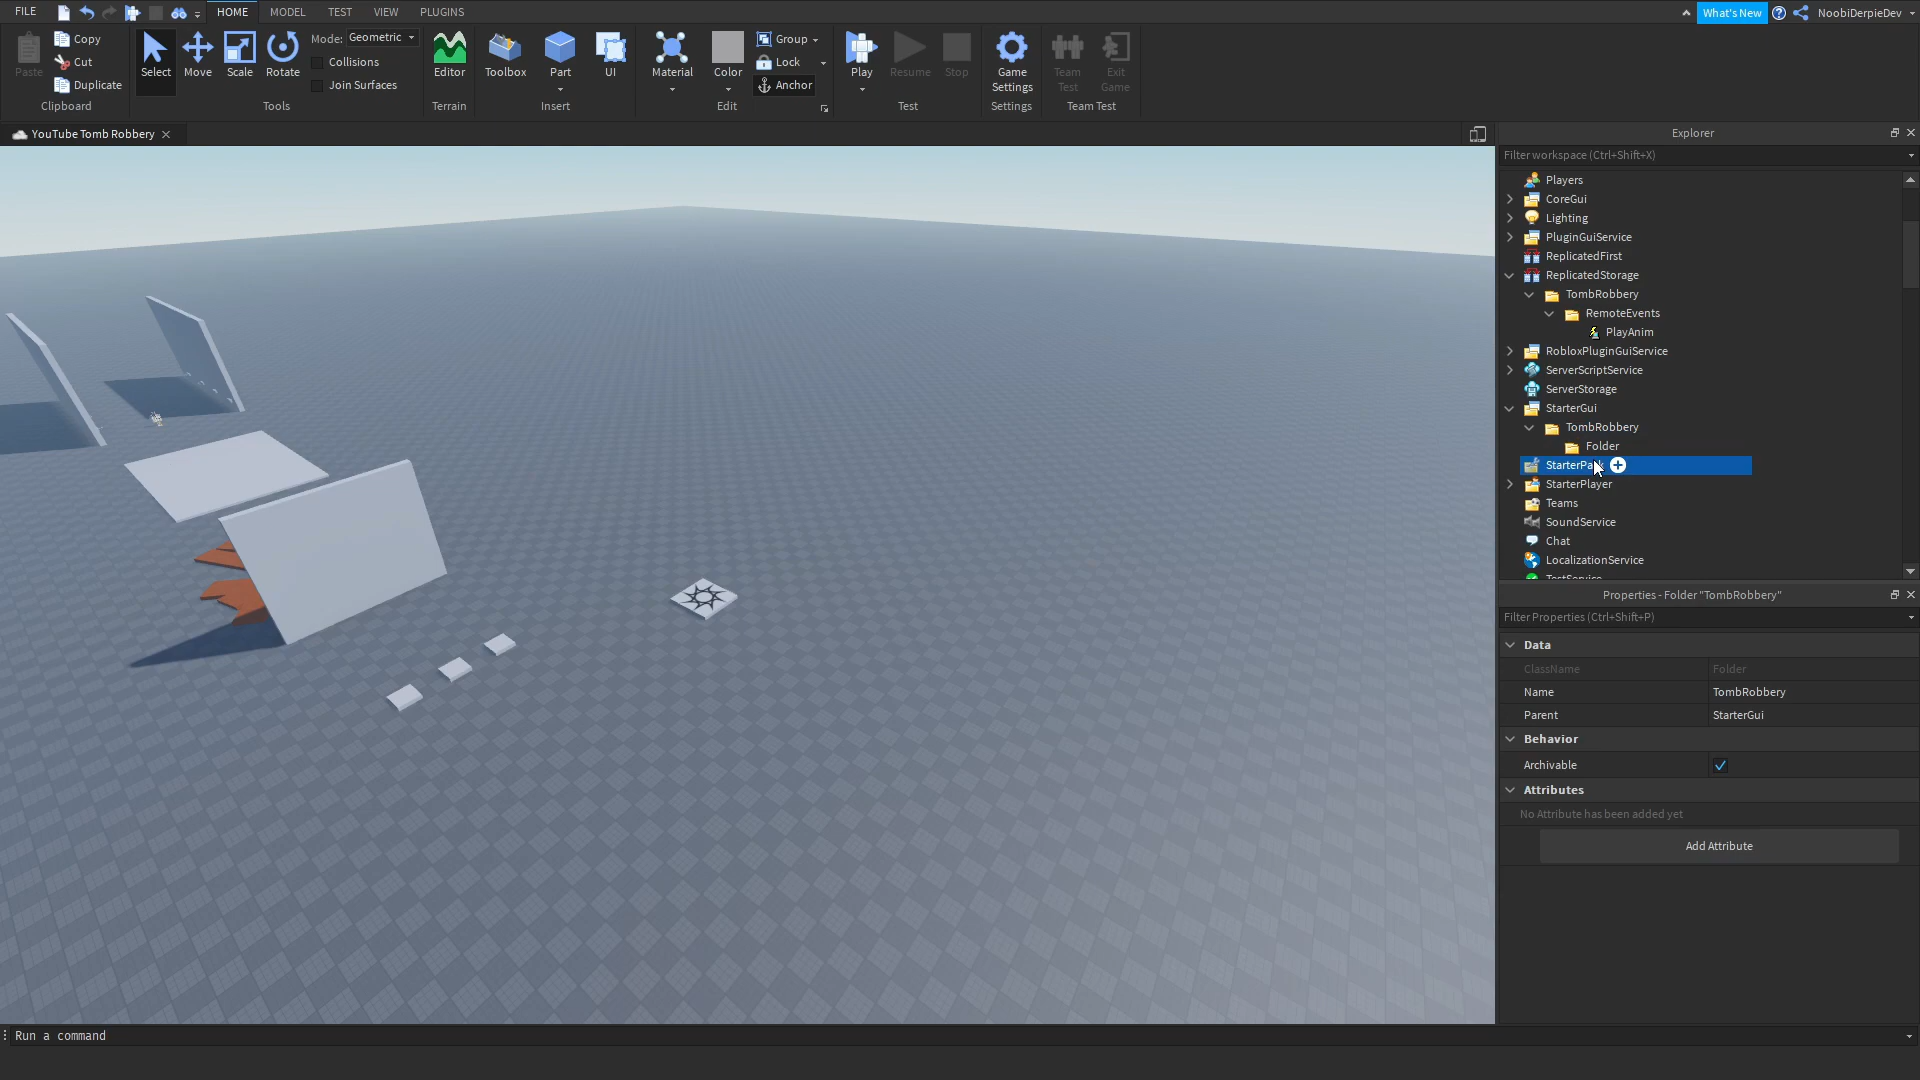 FILE
HOME
MODEL
TEST
VIEW
PLUGINS
What's New
NoobiDerpieDev
Paste
Copy
Cut
Duplicate
Clipboard
Select
Move
Scale
Rotate
Mode: Geometric
Collisions
Join Surfaces
Tools
Editor
Terrain
Toolbox
Part
UI
Insert
Material
Color
Group
Lock
Anchor
Edit
Play
Resume
Stop
Test
Game
Settings
Settings
Team
Test
Exit
Game
Team Test
YouTube Tomb Robbery
Explorer
Filter workspace (Ctrl+Shift+X)
Players
CoreGui
Lighting
PluginGuiService
ReplicatedFirst
ReplicatedStorage
TombRobbery
RemoteEvents
PlayAnim
RobloxPluginGuiService
ServerScriptService
ServerStorage
StarterGui
TombRobbery
Folder
StarterPa
StarterPlayer
Teams
SoundService
Chat
LocalizationService
TestService
Properties - Folder "TombRobbery"
Filter Properties (Ctrl+Shift+P)
Data
ClassName Folder
Name TombRobbery
Parent StarterGui
Behavior
Archivable
Attributes
No Attribute has been added yet
Add Attribute
Run a command